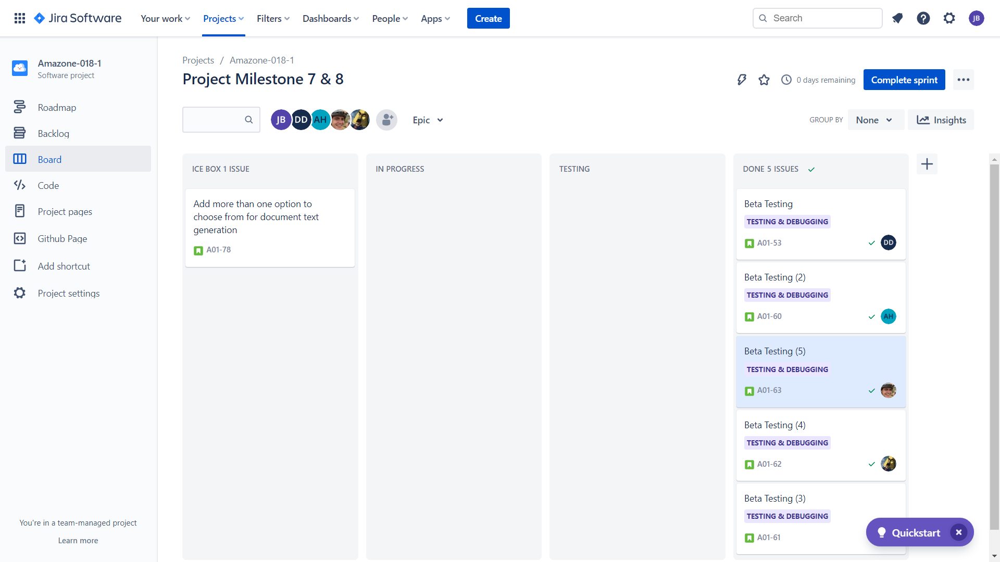 Jira Software
Your work
Projects
Filters
Dashboards
People
Apps
Create
Search
JB
Amazone-018-1
Software project
Roadmap
Backlog
Board
Code
Project pages
Github Page
Add shortcut
Project settings
You're in a team-managed project
Learn more
Projects / Amazone-018-1
Project Milestone 7 & 8
0 days remaining
Complete sprint
JB
DD
AH
Epic
GROUP BY
None
Insights
ICE BOX 1 ISSUE
Add more than one option to
choose from for document text
generation
A01-78
IN PROGRESS
TESTING
DONE 5 ISSUES
Beta Testing
TESTING & DEBUGGING
A01-53
DD
Beta Testing (2)
TESTING & DEBUGGING
A01-60
AH
Beta Testing (5)
TESTING & DEBUGGING
A01-63
Beta Testing (4)
TESTING & DEBUGGING
A01-62
Beta Testing (3)
TESTING & DEBUGGING
A01-61
Quickstart